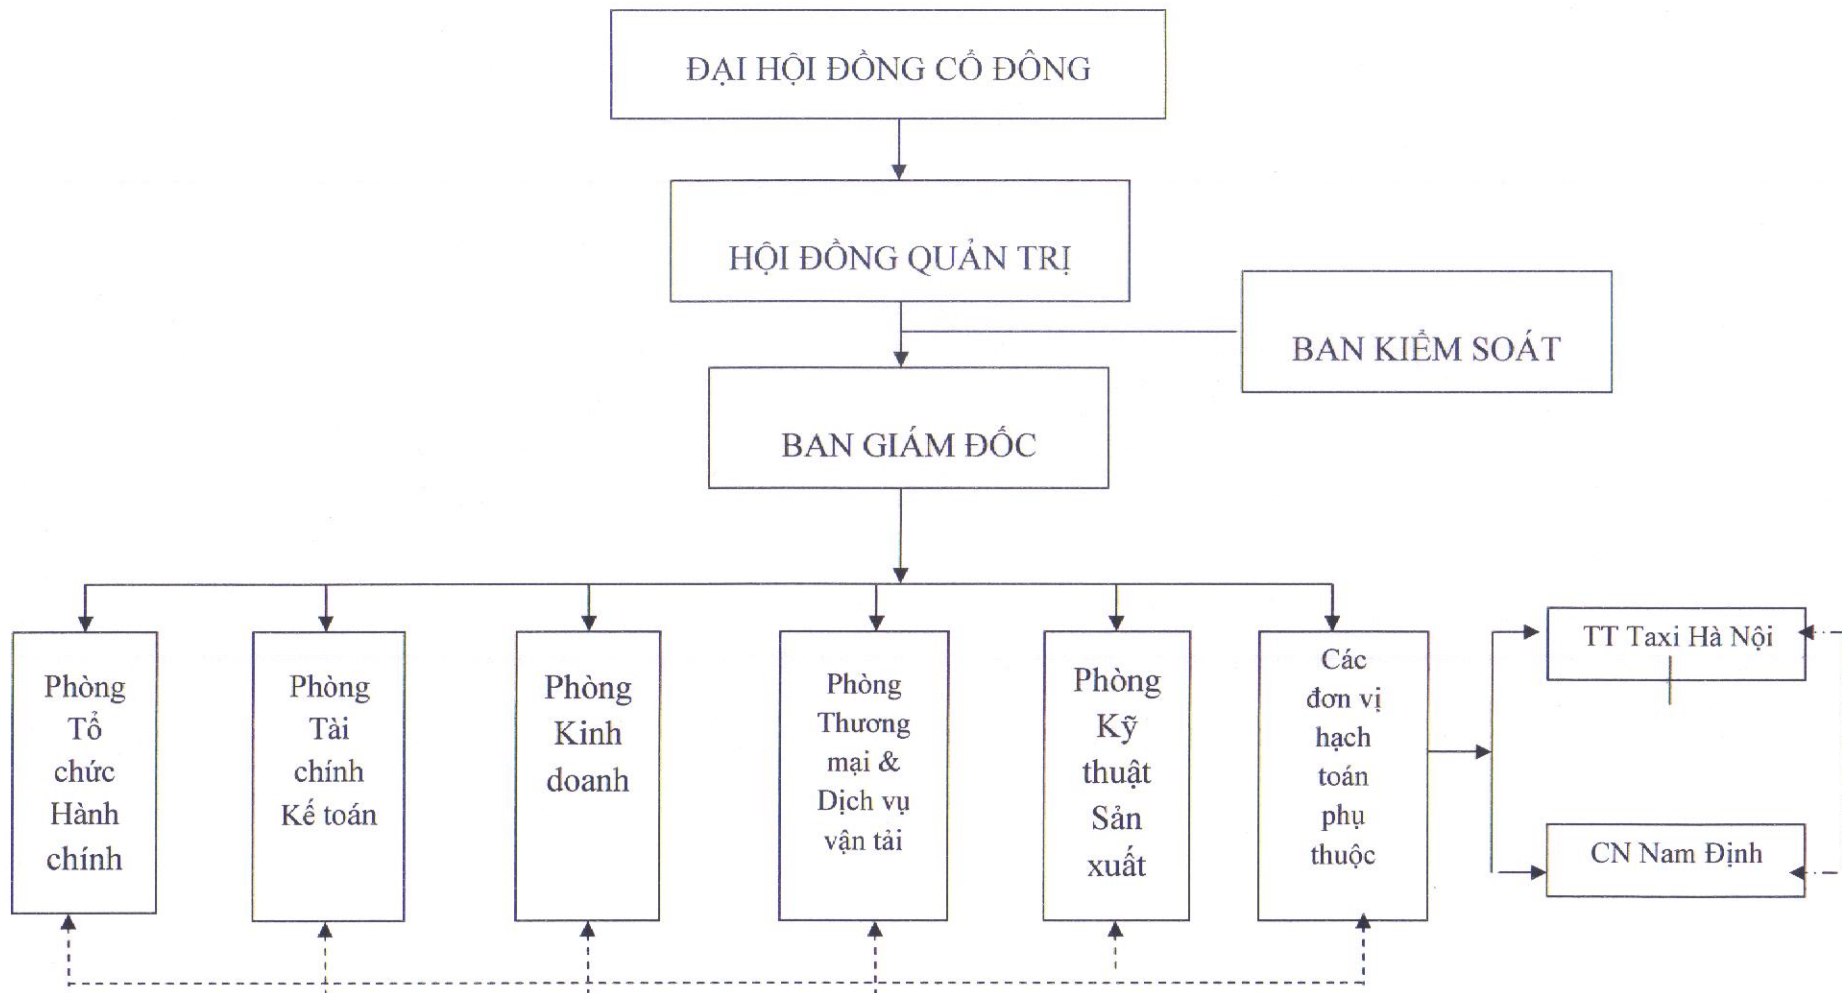 ĐẠI HỘI ĐỒNG CỔ ĐÔNG
HỘI ĐỒNG QUẢN TRỊ
BAN KIỂM SOÁT
BAN GIÁM ĐỐC
Phòng
Tổ
chức
Hành
chính
Phòng
Tài
chính
Kế toán
Phòng
Kinh
doanh
Phòng
Thương
mại &
Dịch vụ
vận tải
Phòng
Kỹ
thuật
Sản
xuất
Các
đơn vị
hạch
toán
phụ
thuộc
TT Taxi Hà Nội
CN Nam Định